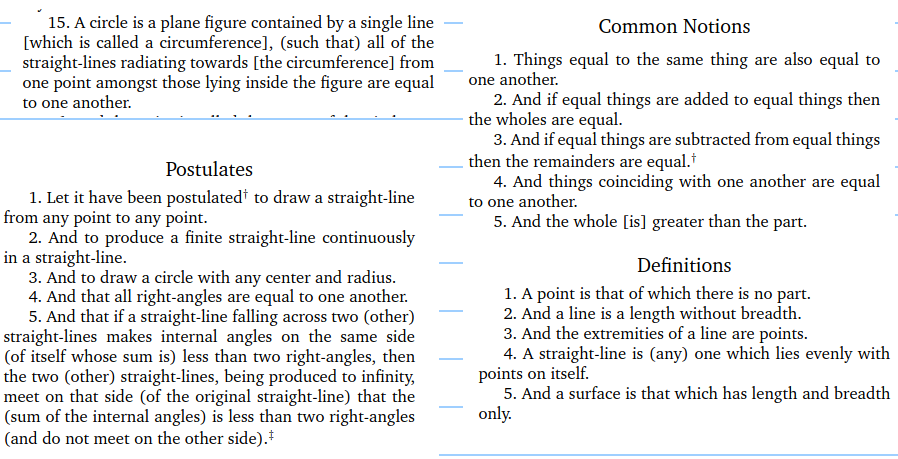 15. A circle is a plane figure contained by a single line
[which is called a circumference], (such that) all of the
straight-lines radiating towards [the circumference] from
one point amongst those lying inside the figure are equal
to one another.
Postulates
1. Let it have been postulated† to draw a straight-line
from any point to any point.
2. And to produce a finite straight-line continuously
in a straight-line.
3. And to draw a circle with any center and radius.
4. And that all right-angles are equal to one another.
5. And that if a straight-line falling across two (other)
straight-lines makes internal angles on the same side
(of itself whose sum is) less than two right-angles, then
the two (other) straight-lines, being produced to infinity,
meet on that side (of the original straight-line) that the
(sum of the internal angles) is less than two right-angles
(and do not meet on the other side).‡
Common Notions
1. Things equal to the same thing are also equal to
one another.
2. And if equal things are added to equal things then
the wholes are equal.
3. And if equal things are subtracted from equal things
then the remainders are equal.†
4. And things coinciding with one another are equal
to one another.
5. And the whole [is] greater than the part.
Definitions
1. A point is that of which there is no part.
2. And a line is a length without breadth.
3. And the extremities of a line are points.
4. A straight-line is (any) one which lies evenly with
points on itself.
5. And a surface is that which has length and breadth
only.